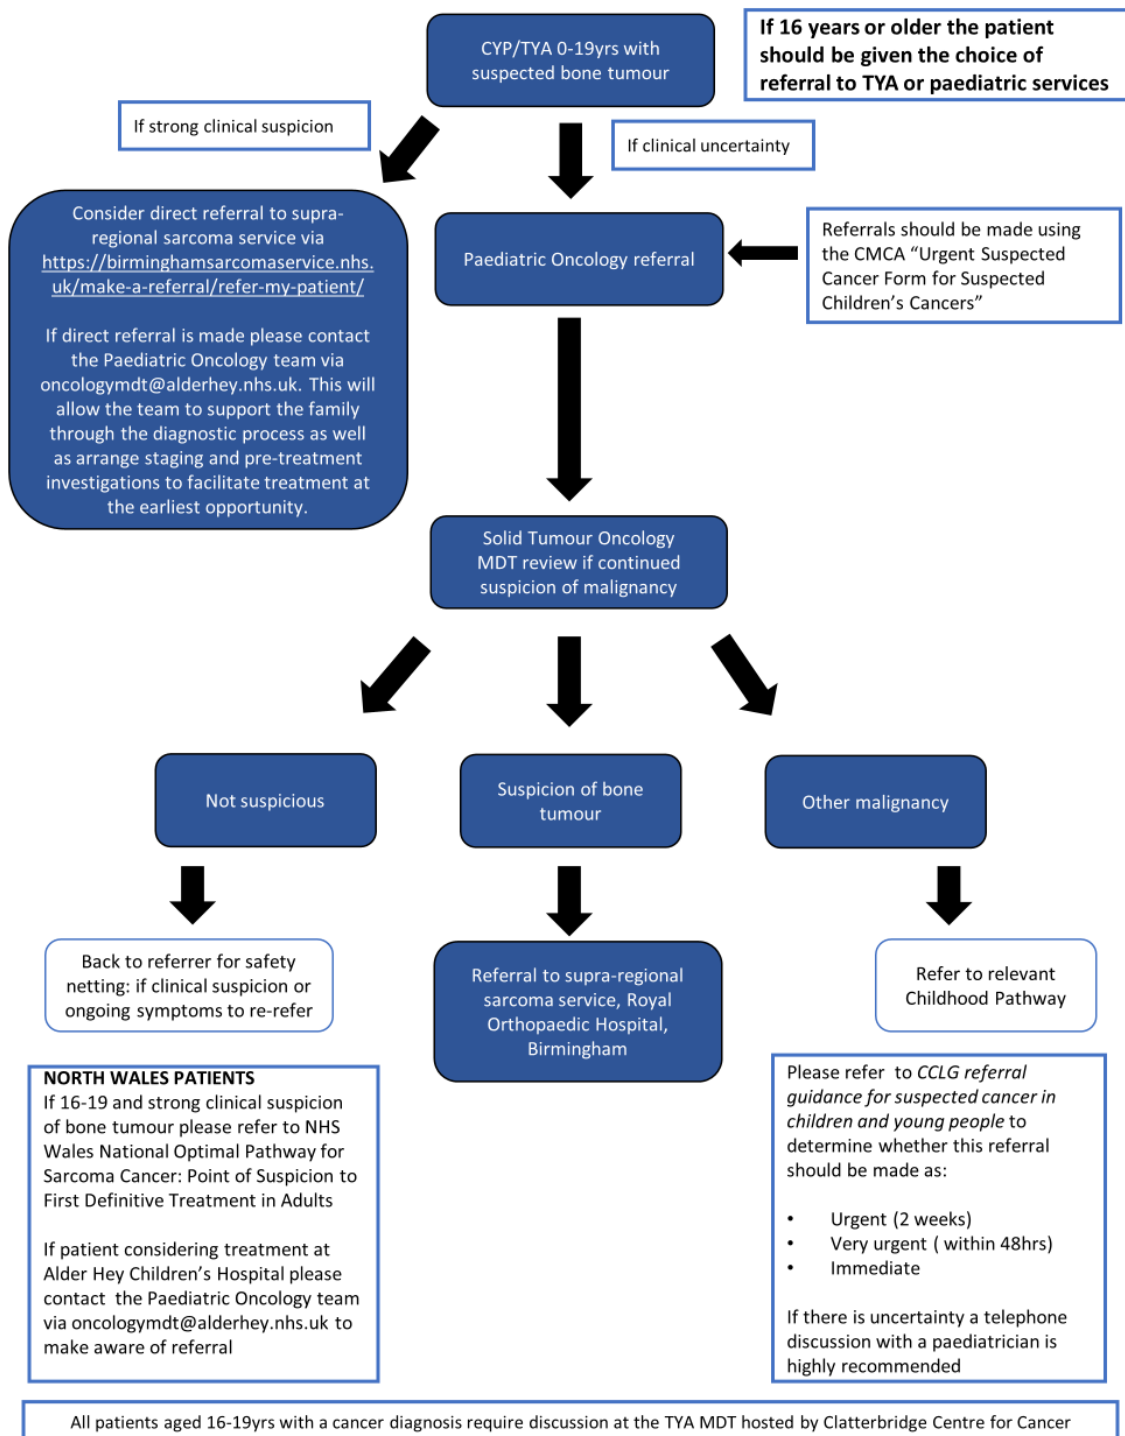 CYP/TYA 0-19yrs with
suspected bone tumour
If 16 years or older the patient
should be given the choice of
referral to TYA or paediatric services
If strong clinical suspicion
If clinical uncertainty
Consider direct referral to supra-
regional sarcoma service via
https://birminghamsarcomaservice.nhs.
uk/make-a-referral/refer-my-patient/
If direct referral is made please contact
the Paediatric Oncology team via
oncologymdt@alderhey.nhs.uk. This will
allow the team to support the family
through the diagnostic process as well
as arrange staging and pre-treatment
investigations to facilitate treatment at
the earliest opportunity.
Paediatric Oncology referral
Referrals should be made using
the CMCA “Urgent Suspected
Cancer Form for Suspected
Children’s Cancers”
Solid Tumour Oncology
MDT review if continued
suspicion of malignancy
Not suspicious
Suspicion of bone
tumour
Other malignancy
Back to referrer for safety
netting: if clinical suspicion or
ongoing symptoms to re-refer
Referral to supra-regional
sarcoma service, Royal
Orthopaedic Hospital,
Birmingham
Refer to relevant
Childhood Pathway
NORTH WALES PATIENTS
If 16-19 and strong clinical suspicion
of bone tumour please refer to NHS
Wales National Optimal Pathway for
Sarcoma Cancer: Point of Suspicion to
First Definitive Treatment in Adults
If patient considering treatment at
Alder Hey Children’s Hospital please
contact the Paediatric Oncology team
via oncologymdt@alderhey.nhs.uk to
make aware of referral
Please refer to CCLG referral
guidance for suspected cancer in
children and young people to
determine whether this referral
should be made as:
• Urgent (2 weeks)
• Very urgent ( within 48hrs)
• Immediate
If there is uncertainty a telephone
discussion with a paediatrician is
highly recommended
All patients aged 16-19yrs with a cancer diagnosis require discussion at the TYA MDT hosted by Clatterbridge Centre for Cancer